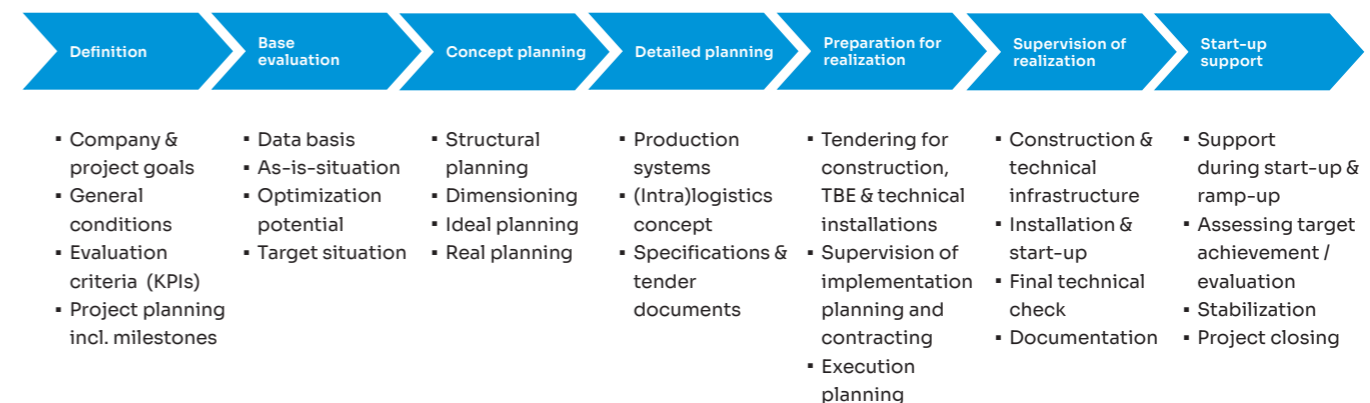 Definition
Base
evaluation
Concept planning
Detailed planning
Preparation for
realization
Supervision of
realization
Start-up
support
▪ Company &
project goals
▪ General
conditions
▪ Evaluation
criteria (KPIs)
▪ Project planning
incl. milestones
▪ Data basis
▪ As-is-situation
▪ Optimization
potential
▪ Target situation
▪ Structural
planning
▪ Dimensioning
▪ Ideal planning
▪ Real planning
▪ Production
systems
▪ (Intra)logistics
concept
▪ Specifications &
tender
documents
▪ Tendering for
construction,
TBE & technical
installations
▪ Supervision of
implementation
planning and
contracting
▪ Execution
planning
▪ Construction &
technical
infrastructure
▪ Installation &
start-up
▪ Final technical
check
▪ Documentation
▪ Support
during start-up &
ramp-up
▪ Assessing target
achievement /
evaluation
▪ Stabilization
▪ Project closing